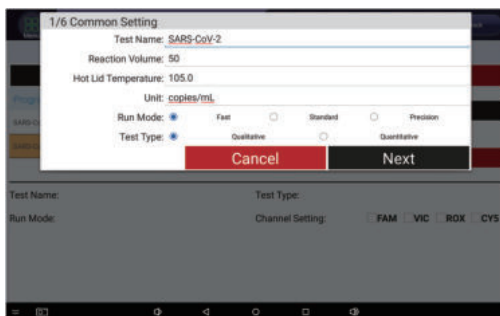 1/6 Common Setting
Test Name: SARS-CoV-2
Reaction Volume: 50
Hot Lid Temperature: 105.0
Unit: copies/mL
Run Mode: Fast Standard Precision
Test Type: Qualitative Quantitative
Cancel Next
Test Name: Test Type:
Run Mode: Channel Setting: FAM VIC ROX CY5